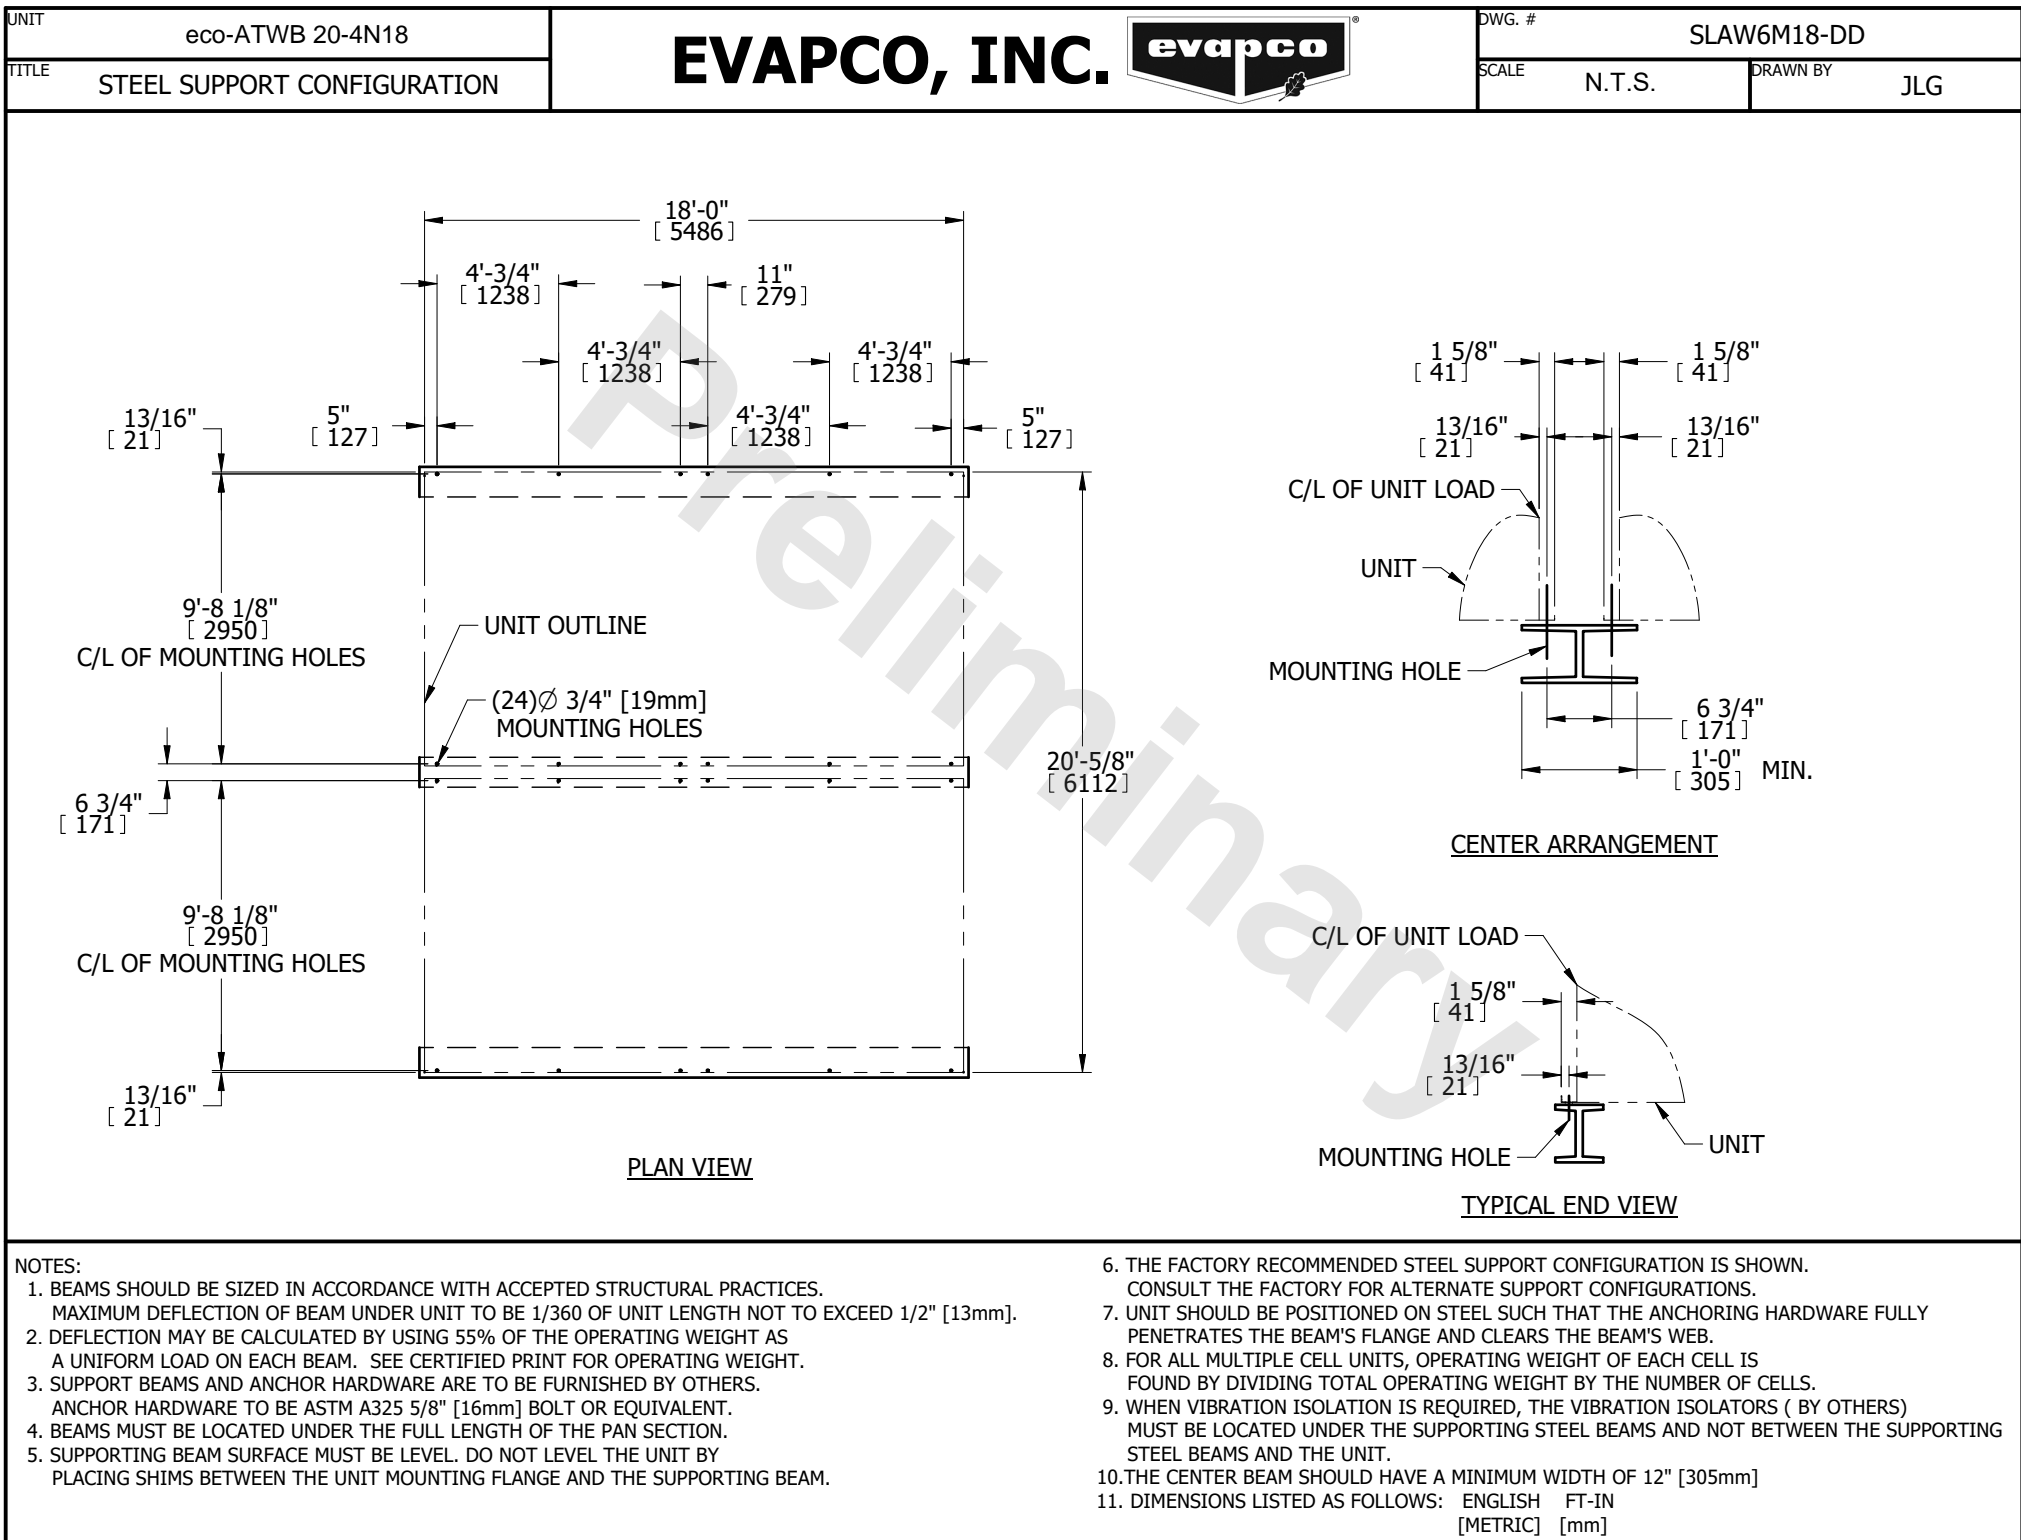 UNIT
eco-ATWB 20-4N18
TITLE
STEEL SUPPORT CONFIGURATION
EVAPCO, INC.
evapco
®
DWG. #
SLAW6M18-DD
SCALE
N.T.S.
DRAWN BY
JLG
18'-0"
[ 5486 ]
4'-3/4"
[ 1238 ]
11"
[ 279 ]
4'-3/4"
[ 1238 ]
4'-3/4"
[ 1238 ]
13/16"
[ 21 ]
5"
[ 127 ]
4'-3/4"
[ 1238 ]
5"
[ 127 ]
9'-8 1/8"
[ 2950 ]
C/L OF MOUNTING HOLES
UNIT OUTLINE
(24)∅ 3/4" [19mm]
MOUNTING HOLES
6 3/4"
[ 171 ]
20'-5/8"
[ 6112 ]
9'-8 1/8"
[ 2950 ]
C/L OF MOUNTING HOLES
13/16"
[ 21 ]
PLAN VIEW
Preliminary
1 5/8"
[ 41 ]
1 5/8"
[ 41 ]
13/16"
[ 21 ]
13/16"
[ 21 ]
C/L OF UNIT LOAD
UNIT
MOUNTING HOLE
6 3/4"
[ 171 ]
1'-0"
[ 305 ]
MIN.
CENTER ARRANGEMENT
C/L OF UNIT LOAD
1 5/8"
[ 41 ]
13/16"
[ 21 ]
MOUNTING HOLE
UNIT
TYPICAL END VIEW
NOTES:
1. BEAMS SHOULD BE SIZED IN ACCORDANCE WITH ACCEPTED STRUCTURAL PRACTICES.
MAXIMUM DEFLECTION OF BEAM UNDER UNIT TO BE 1/360 OF UNIT LENGTH NOT TO EXCEED 1/2" [13mm].
2. DEFLECTION MAY BE CALCULATED BY USING 55% OF THE OPERATING WEIGHT AS
A UNIFORM LOAD ON EACH BEAM. SEE CERTIFIED PRINT FOR OPERATING WEIGHT.
3. SUPPORT BEAMS AND ANCHOR HARDWARE ARE TO BE FURNISHED BY OTHERS.
ANCHOR HARDWARE TO BE ASTM A325 5/8" [16mm] BOLT OR EQUIVALENT.
4. BEAMS MUST BE LOCATED UNDER THE FULL LENGTH OF THE PAN SECTION.
5. SUPPORTING BEAM SURFACE MUST BE LEVEL. DO NOT LEVEL THE UNIT BY
PLACING SHIMS BETWEEN THE UNIT MOUNTING FLANGE AND THE SUPPORTING BEAM.
6. THE FACTORY RECOMMENDED STEEL SUPPORT CONFIGURATION IS SHOWN.
CONSULT THE FACTORY FOR ALTERNATE SUPPORT CONFIGURATIONS.
7. UNIT SHOULD BE POSITIONED ON STEEL SUCH THAT THE ANCHORING HARDWARE FULLY
PENETRATES THE BEAM'S FLANGE AND CLEARS THE BEAM'S WEB.
8. FOR ALL MULTIPLE CELL UNITS, OPERATING WEIGHT OF EACH CELL IS
FOUND BY DIVIDING TOTAL OPERATING WEIGHT BY THE NUMBER OF CELLS.
9. WHEN VIBRATION ISOLATION IS REQUIRED, THE VIBRATION ISOLATORS ( BY OTHERS)
MUST BE LOCATED UNDER THE SUPPORTING STEEL BEAMS AND NOT BETWEEN THE SUPPORTING
STEEL BEAMS AND THE UNIT.
10.THE CENTER BEAM SHOULD HAVE A MINIMUM WIDTH OF 12" [305mm]
11. DIMENSIONS LISTED AS FOLLOWS: ENGLISH FT-IN
[METRIC] [mm]